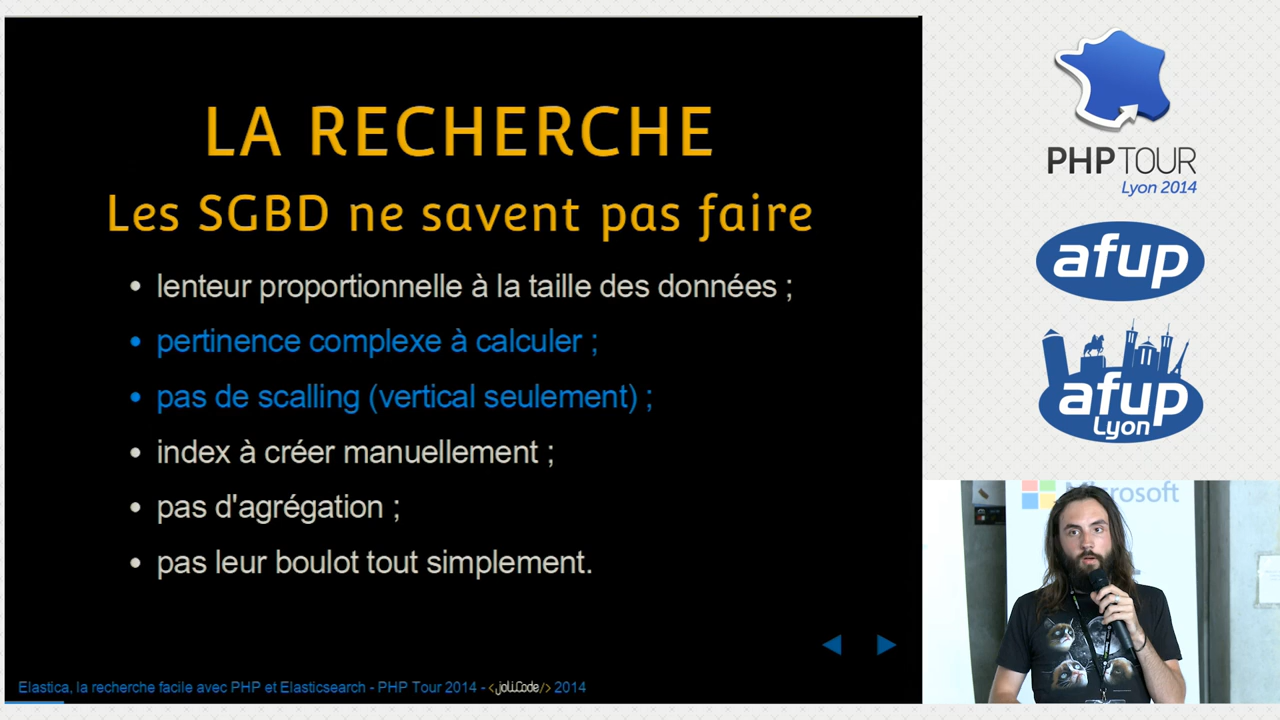 LA RECHERCHE
Les SGBD ne savent pas faire
• lenteur proportionnelle à la taille des données ;
• pertinence complexe à calculer ;
• pas de scalling (vertical seulement) ;
• index à créer manuellement ;
• pas d'agrégation ;
• pas leur boulot tout simplement.
Elastica, la recherche facile avec PHP et Elasticsearch - PHP Tour 2014 - <joliCode/> 2014
PHP TOUR
Lyon 2014
afup
afup
Lyon
Microsoft